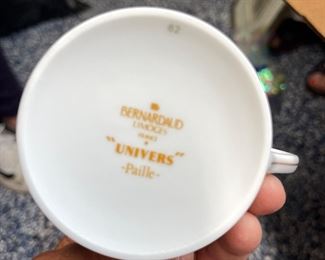 62
BERNARDAUD
LIMOGES
FRANCE
"UNIVERS"
-Paille-